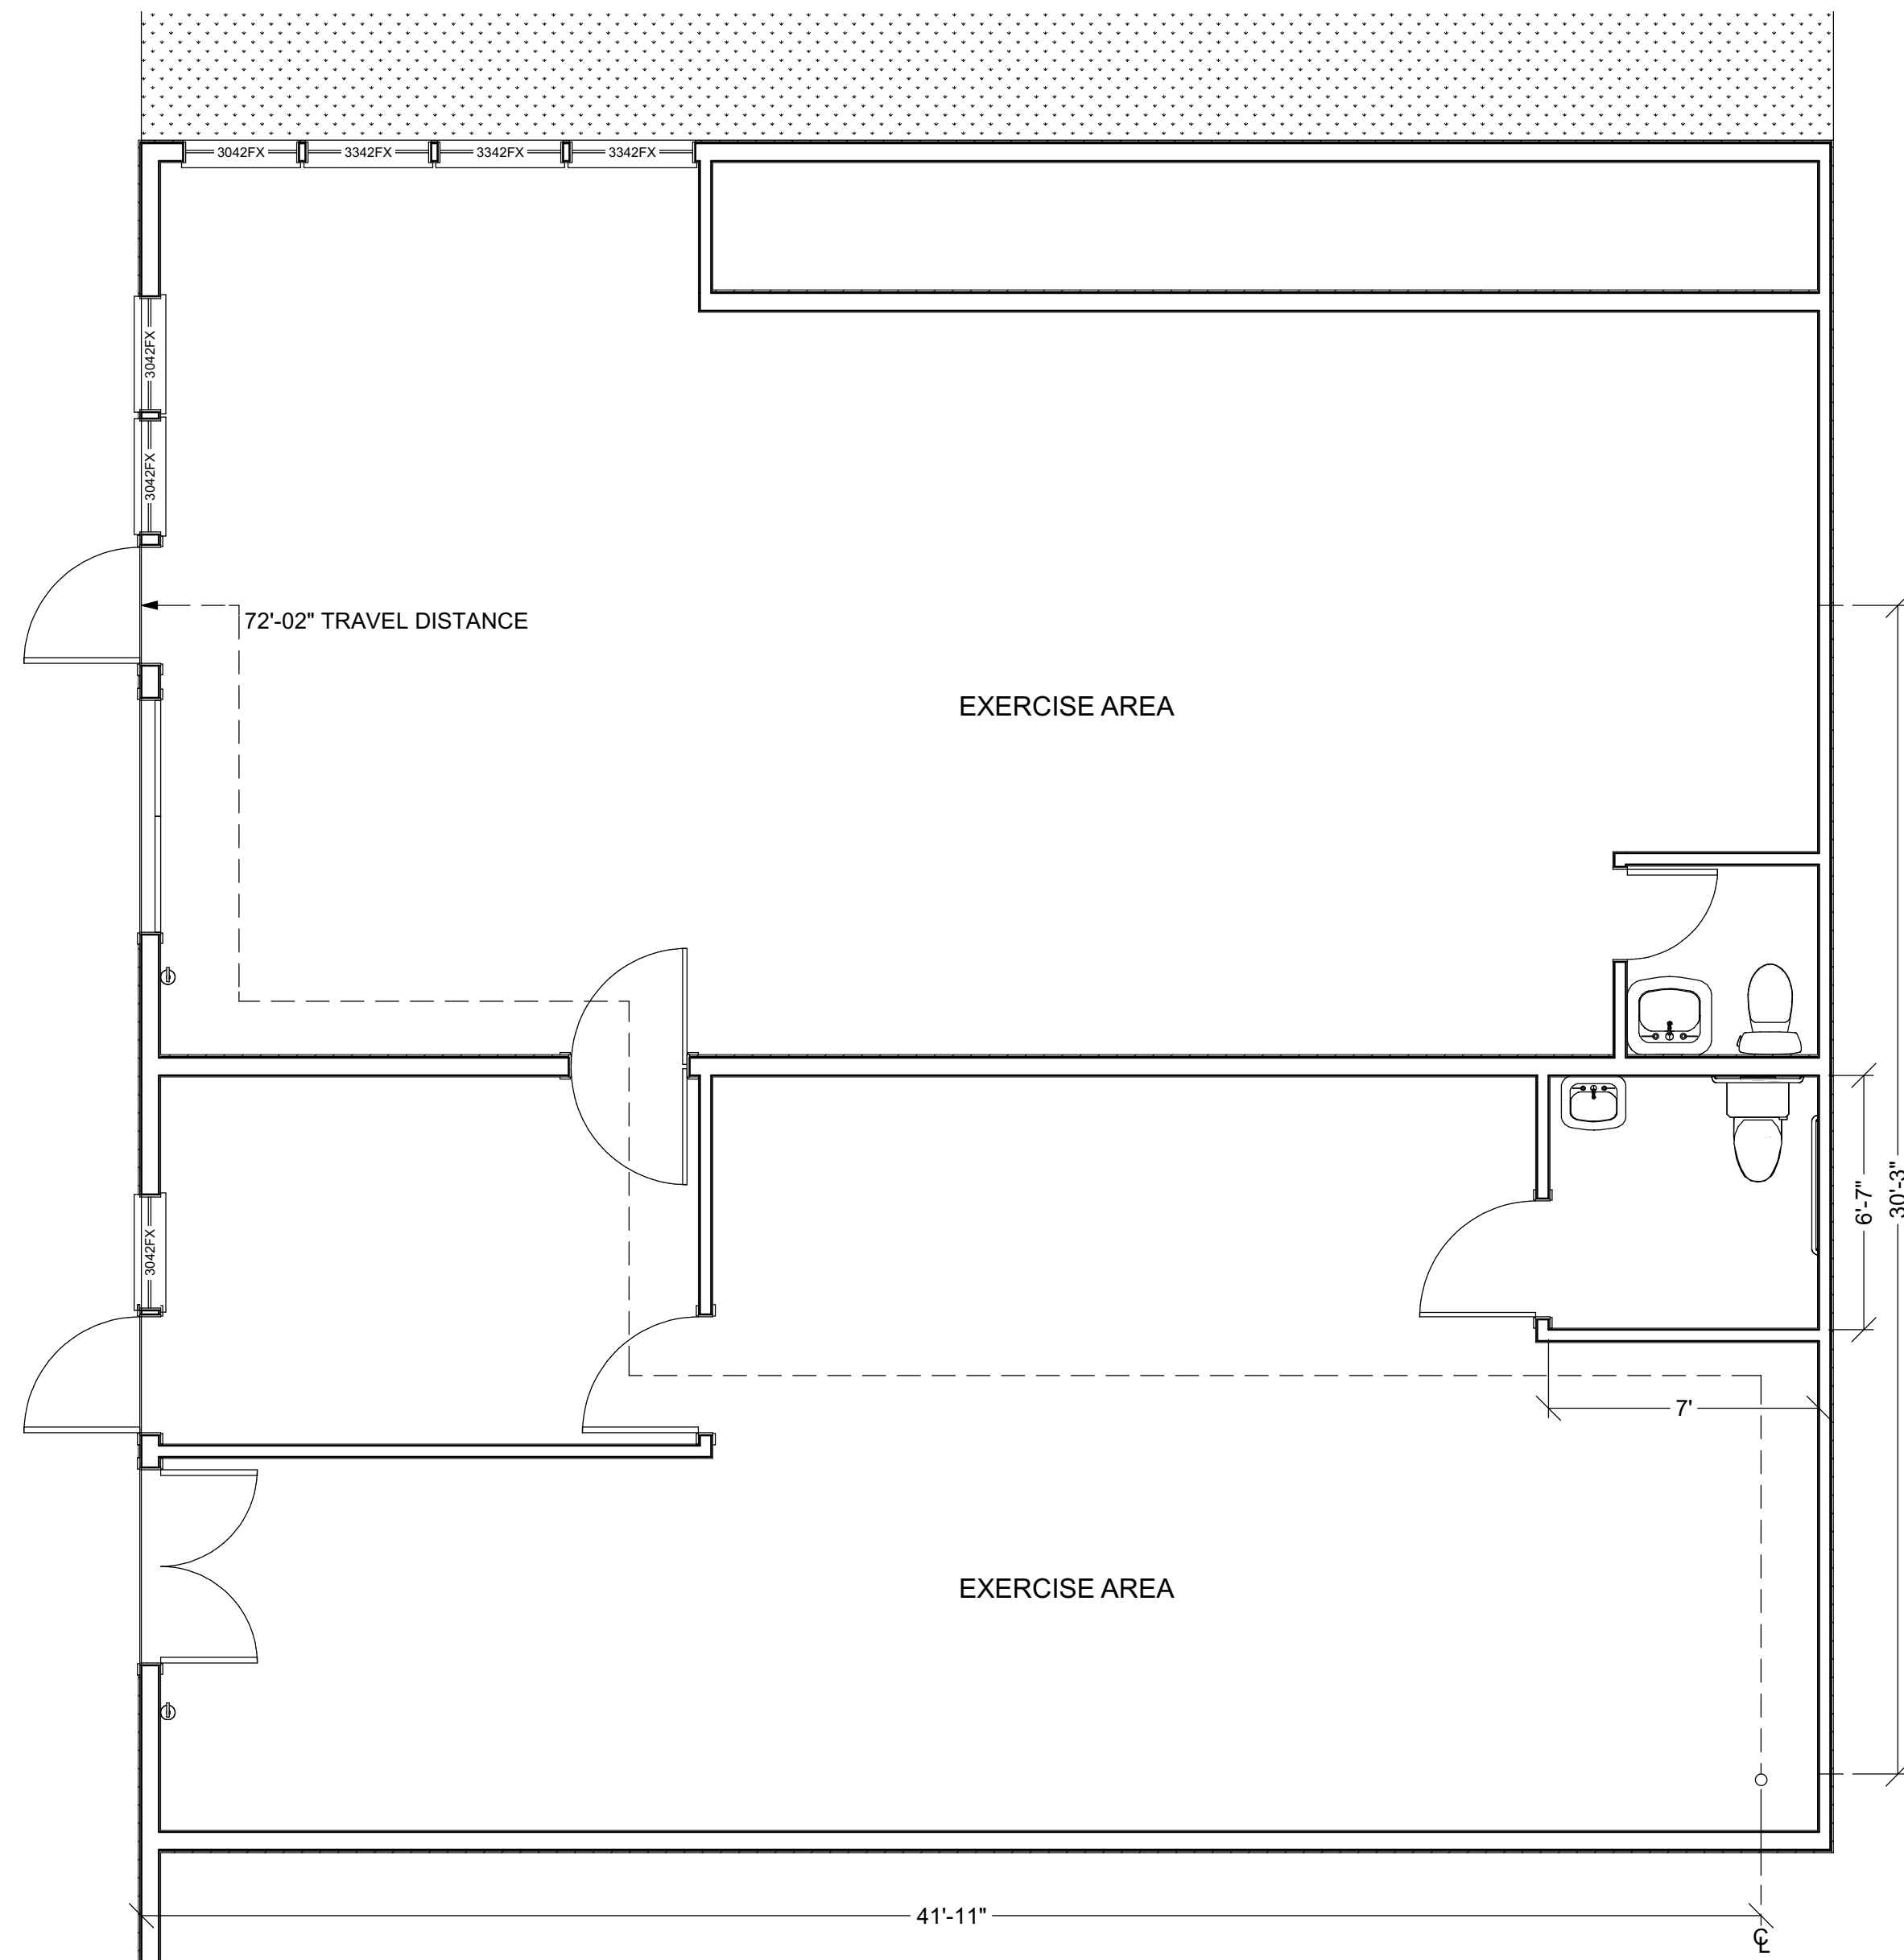 3042FX
3342FX
3342FX
3342FX
3042FX
3042FX
72'-02" TRAVEL DISTANCE
EXERCISE AREA
6'-7"
30'-3"
3042FX
7'
EXERCISE AREA
41'-11"
℄